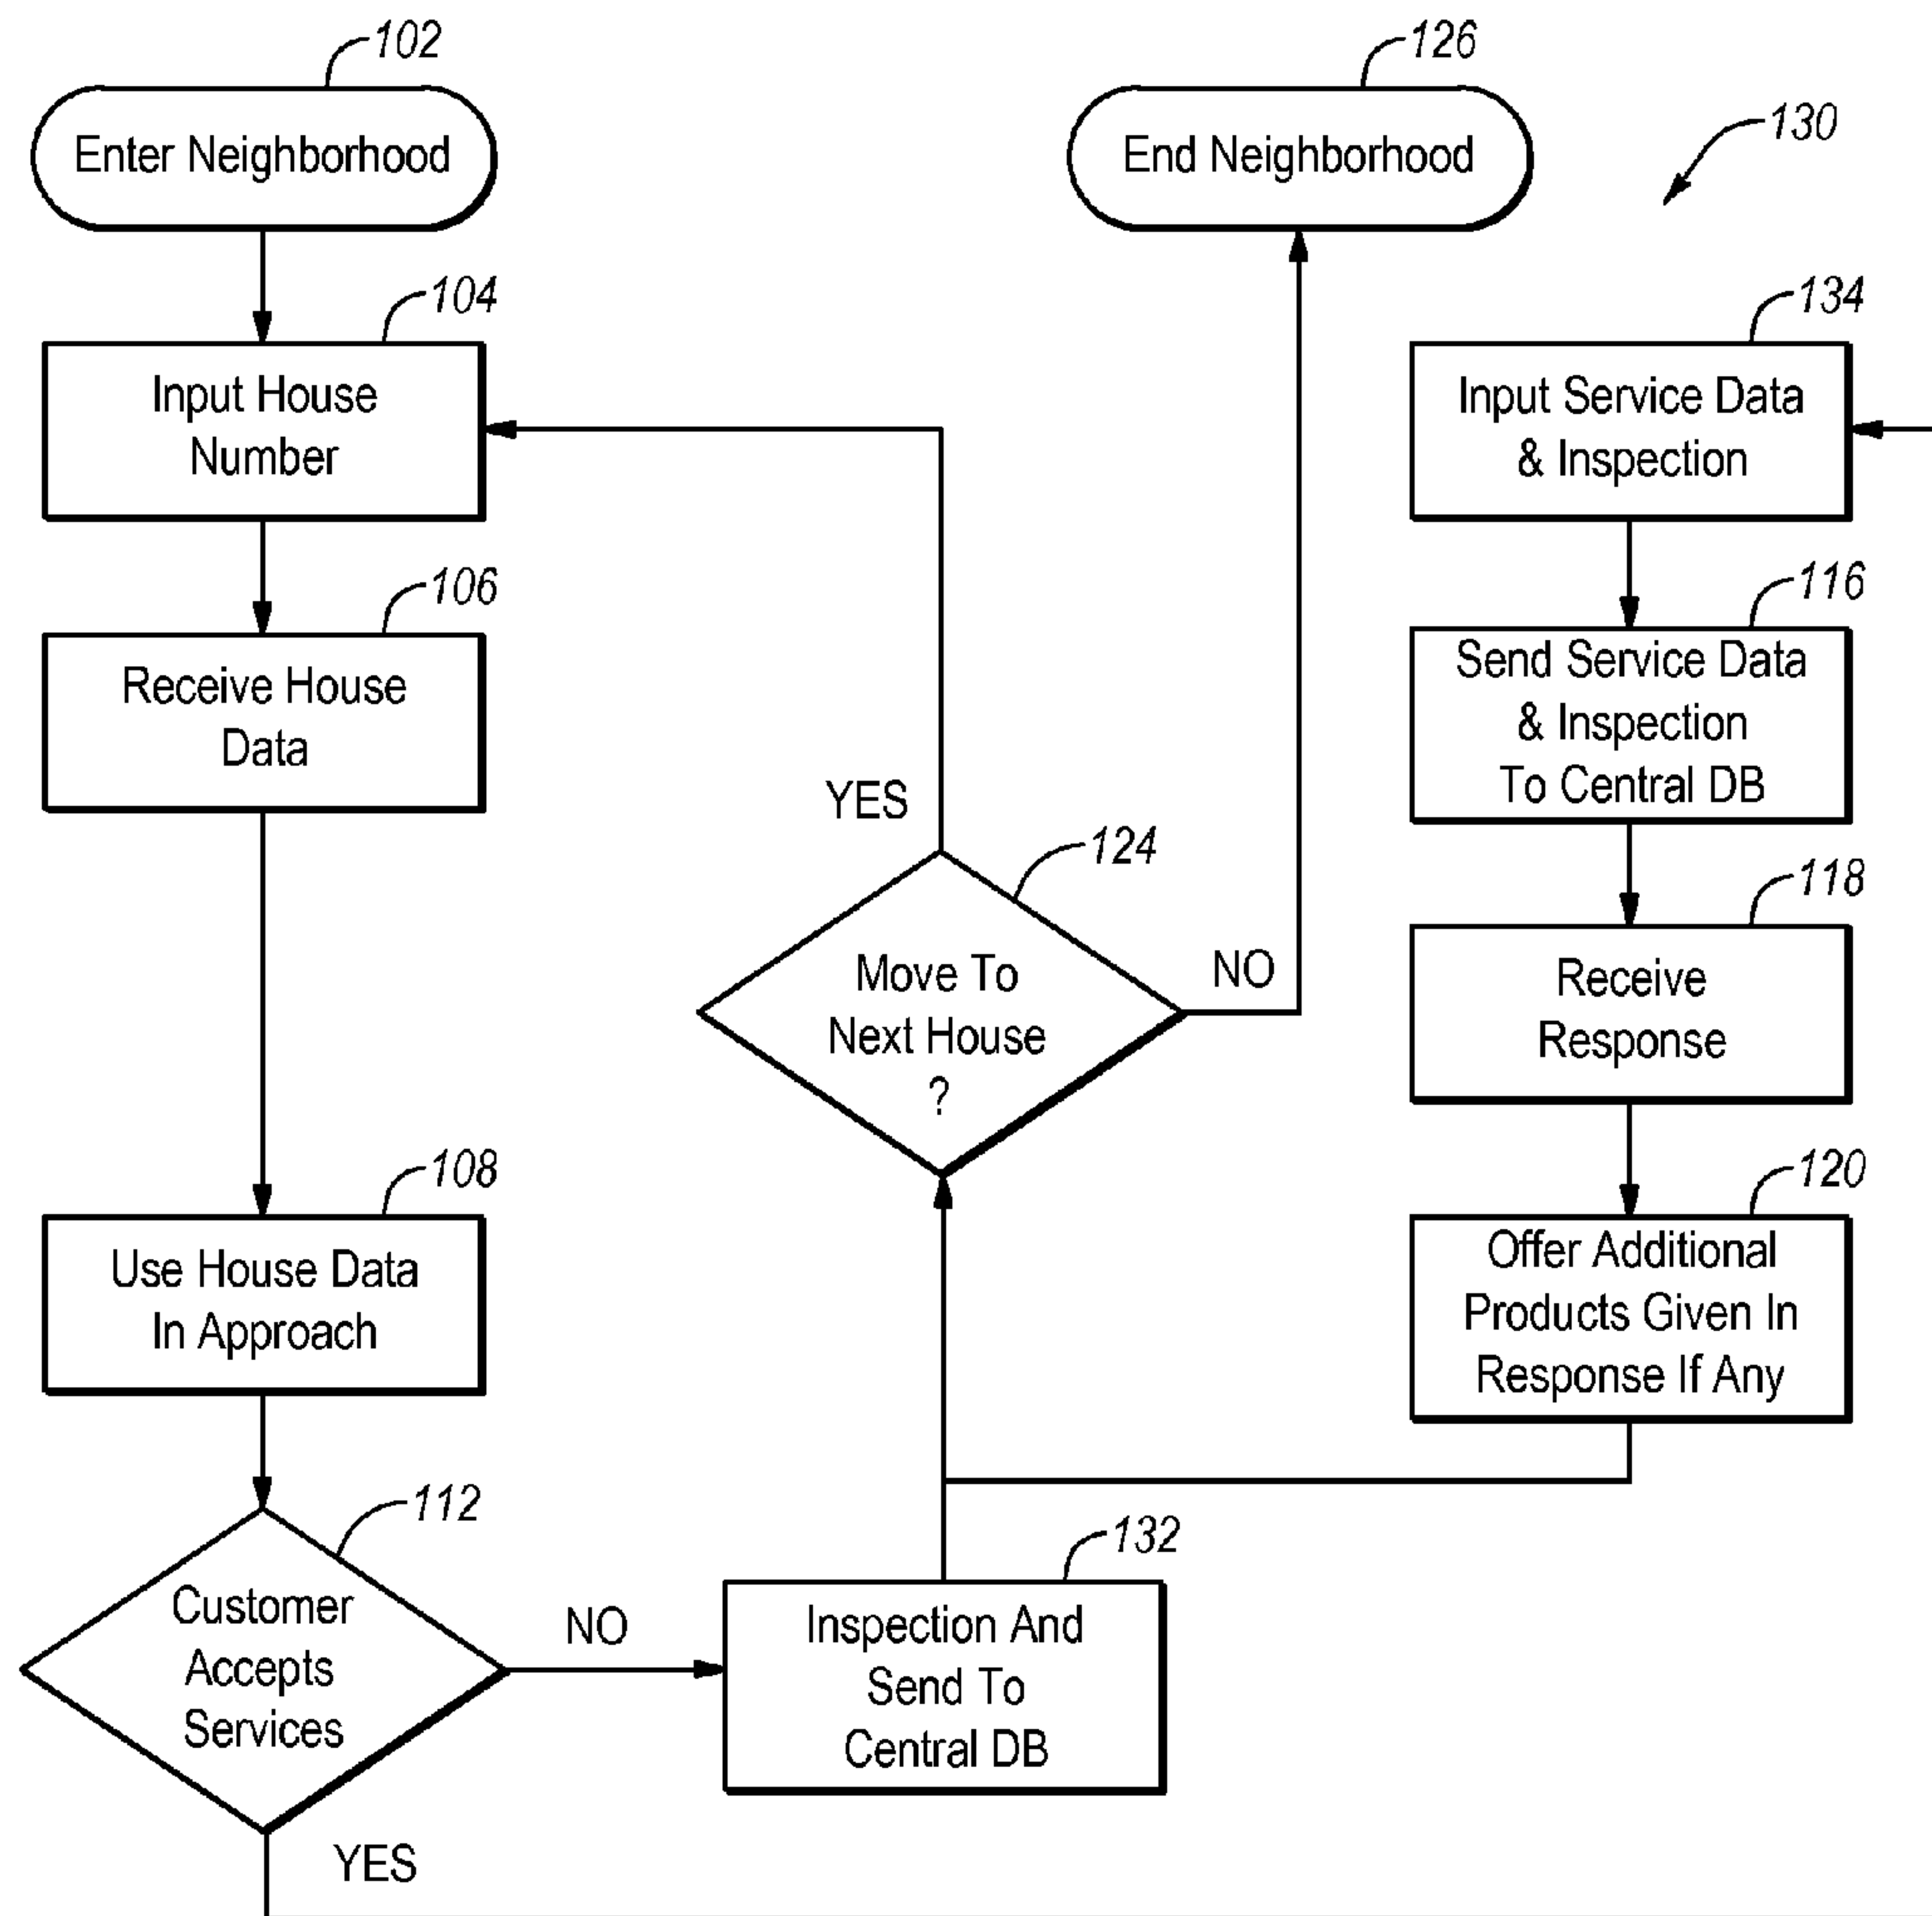 102
Enter Neighborhood
104
Input House
Number
106
Receive House
Data
108
Use House Data
In Approach
112
Customer
Accepts
Services
NO
YES
132
Inspection And
Send To
Central DB
124
Move To
Next House
?
YES
NO
126
End Neighborhood
130
134
Input Service Data
& Inspection
116
Send Service Data
& Inspection
To Central DB
118
Receive
Response
120
Offer Additional
Products Given In
Response If Any